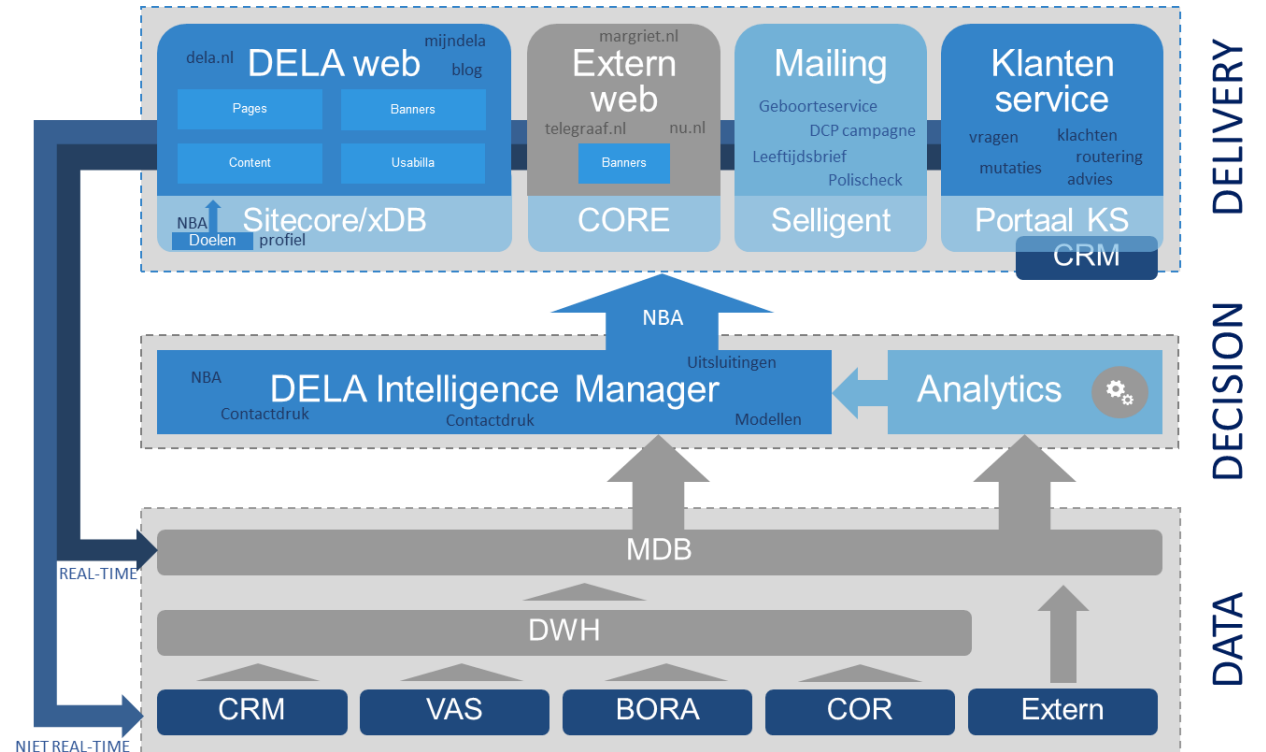 DELA web
dela.nl
mijndela
blog
Pages
Banners
Content
Usabilla
NBA
Doelen
profiel
Sitecore/xDB
margriet.nl
Extern
web
telegraaf.nl
nu.nl
Banners
CORE
Mailing
Geboorteservice
DCP campagne
Leeftijdsbrief
Polischeck
Selligent
Klanten
service
vragen
klachten
routering
mutaties
advies
Portaal KS
CRM
DELIVERY
NBA
NBA
Uitsluitingen
DELA Intelligence Manager
Contactdruk
Contactdruk
Modellen
Analytics
DECISION
MDB
REAL-TIME
DWH
CRM
VAS
BORA
COR
Extern
NIET REAL-TIME
DATA